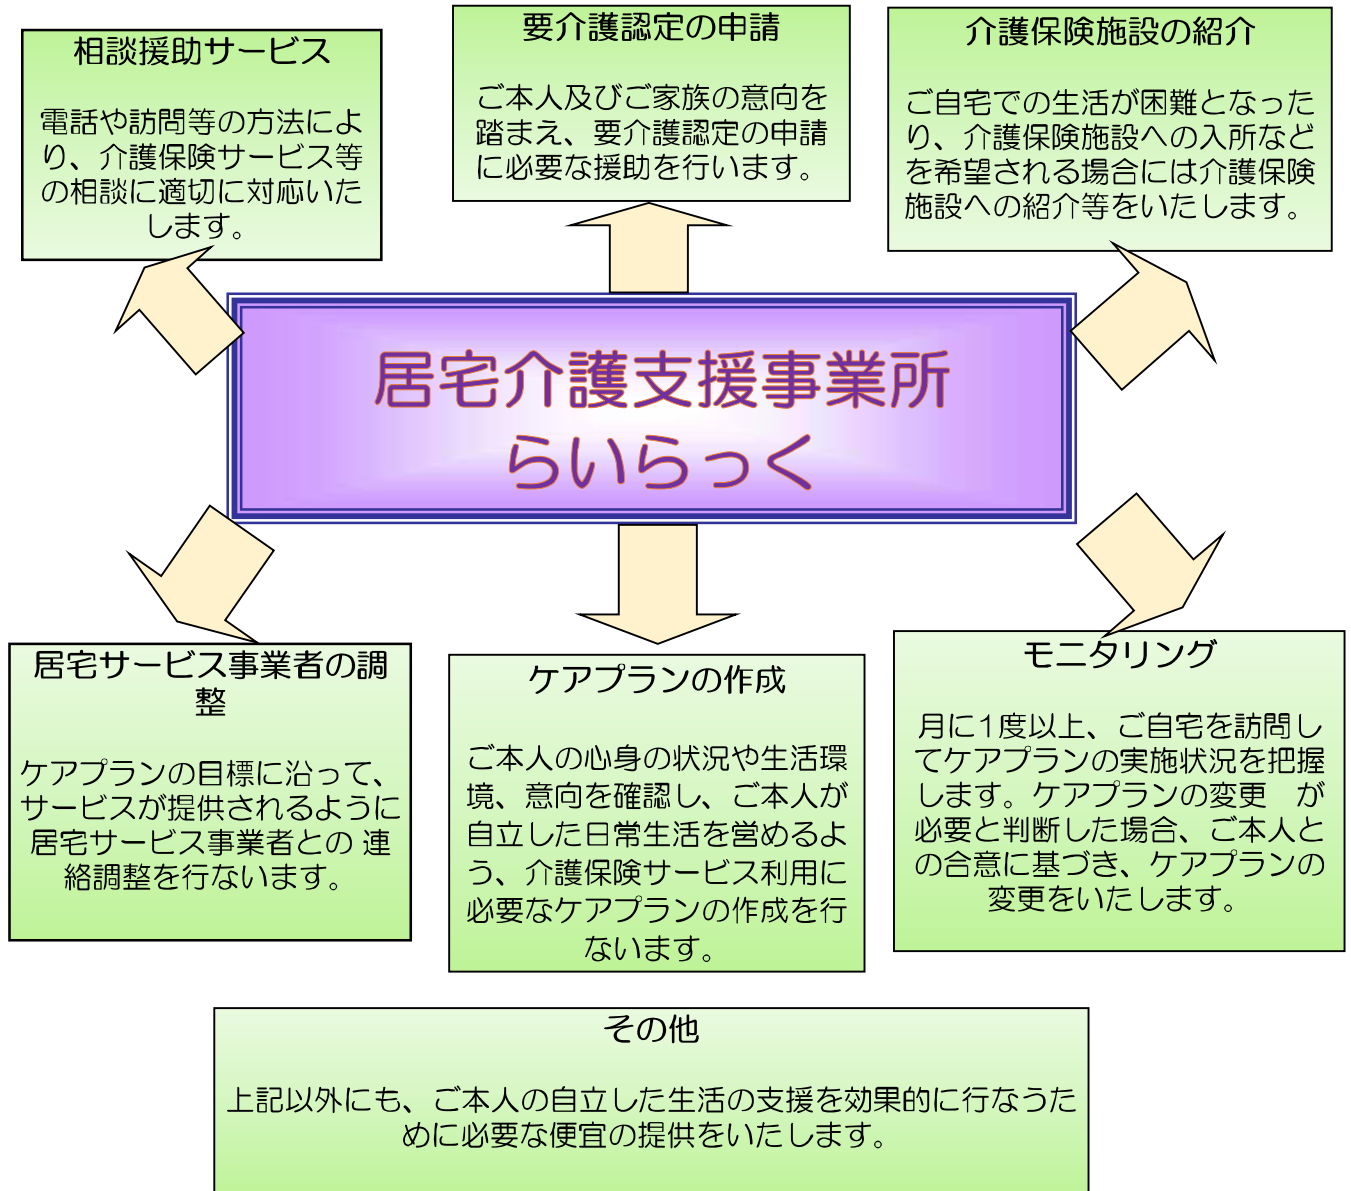 相談援助サービス
電話や訪問等の方法によ
り、介護保険サービス等
の相談に適切に対応いた
します。
要介護認定の申請
ご本人及びご家族の意向を
踏まえ、要介護認定の申請
に必要な援助を行います。
介護保険施設の紹介
ご自宅での生活が困難となった
り、介護保険施設への入所など
を希望される場合には介護保険
施設への紹介等をいたします。
居宅介護支援事業所
らいらっく
居宅サービス事業者の調
整
ケアプランの目標に沿って、
サービスが提供されるように
居宅サービス事業者との 連
絡調整を行ないます。
ケアプランの作成
ご本人の心身の状況や生活環
境、意向を確認し、ご本人が
自立した日常生活を営めるよ
う、介護保険サービス利用に
必要なケアプランの作成を行
ないます。
モニタリング
月に1度以上、ご自宅を訪問し
てケアプランの実施状況を把握
します。ケアプランの変更　が
必要と判断した場合、ご本人と
の合意に基づき、ケアプランの
変更をいたします。
その他
上記以外にも、ご本人の自立した生活の支援を効果的に行なうた
めに必要な便宜の提供をいたします。